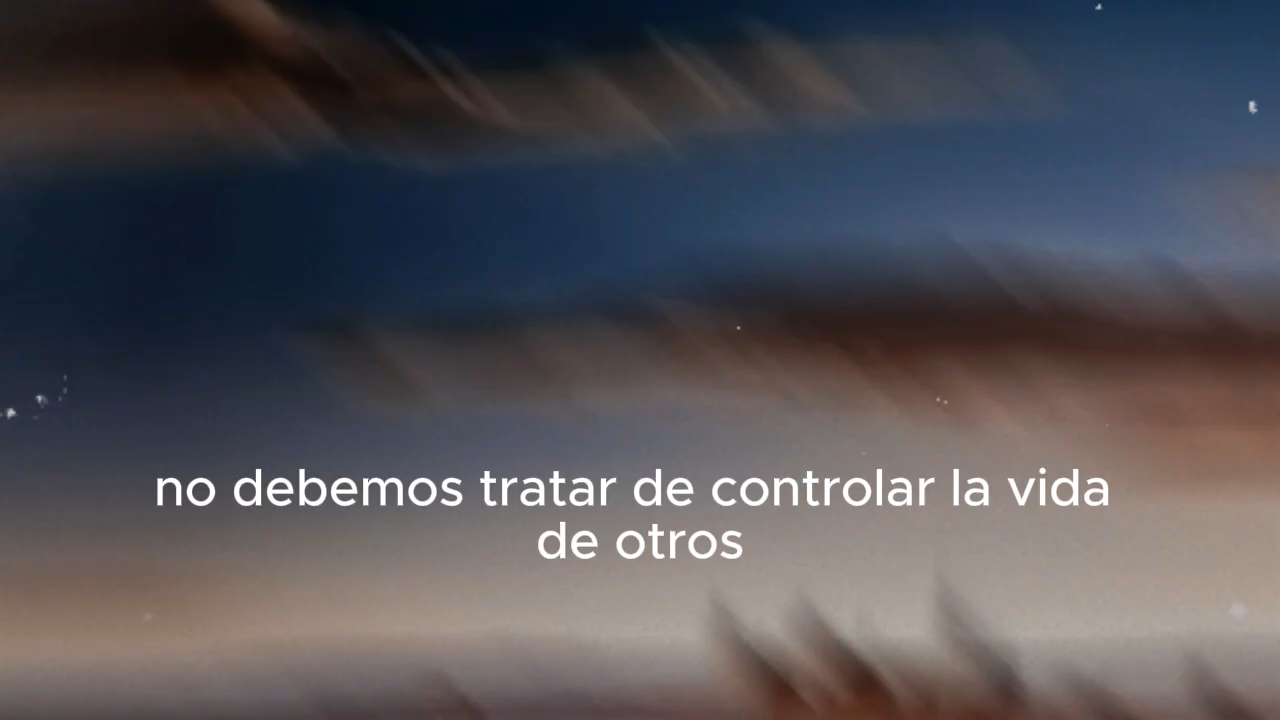 no debemos tratar de controlar la vida
de otros